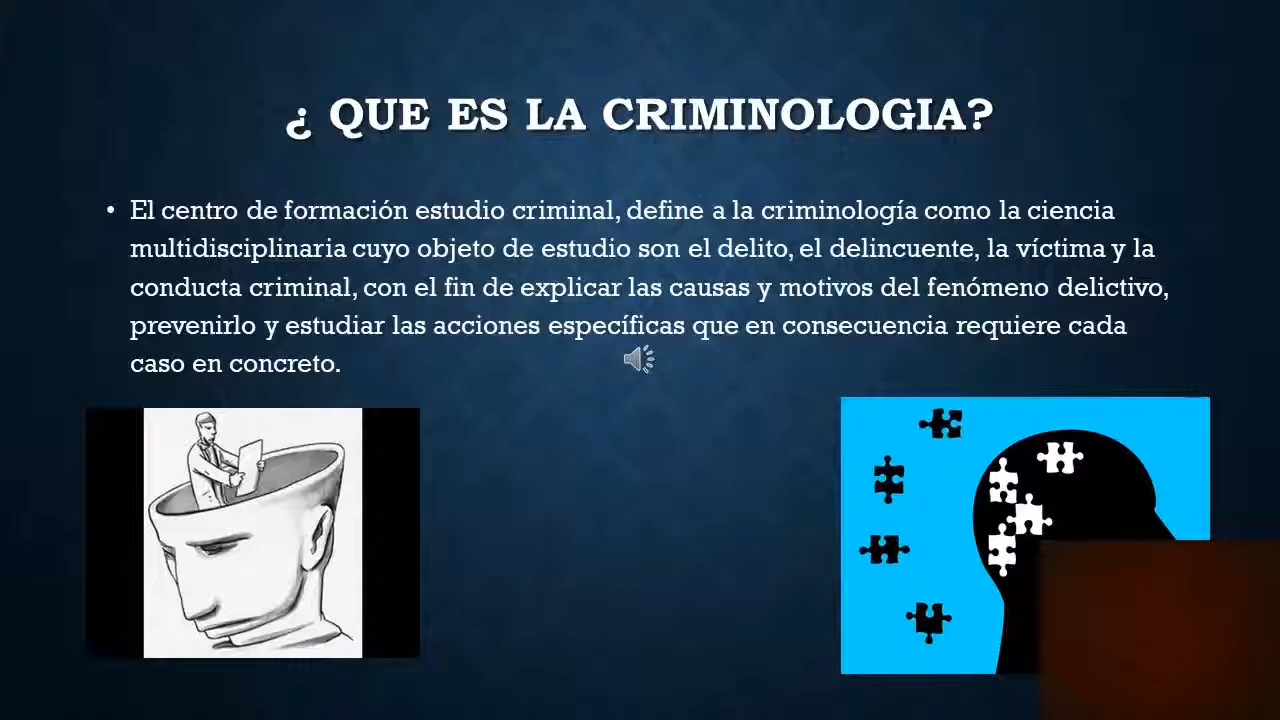 ¿ QUE ES LA CRIMINOLOGIA?
• El centro de formación estudio criminal, define a la criminología como la ciencia
multidisciplinaria cuyo objeto de estudio son el delito, el delincuente, la víctima y la
conducta criminal, con el fin de explicar las causas y motivos del fenómeno delictivo,
prevenirlo y estudiar las acciones específicas que en consecuencia requiere cada
caso en concreto.